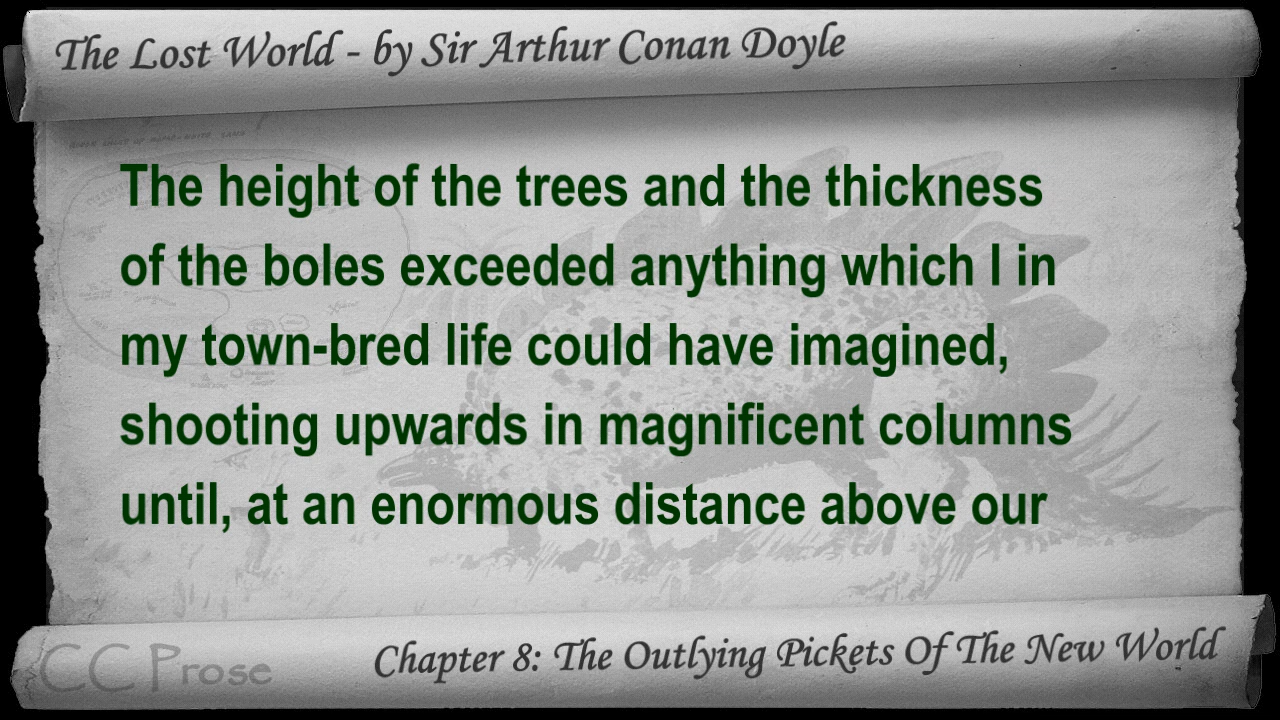 The Lost World - by Sir Arthur Conan Doyle
The height of the trees and the thickness
of the boles exceeded anything which I in
my town-bred life could have imagined,
shooting upwards in magnificent columns
until, at an enormous distance above our
CC Prose
Chapter 8: The Outlying Pickets Of The New World